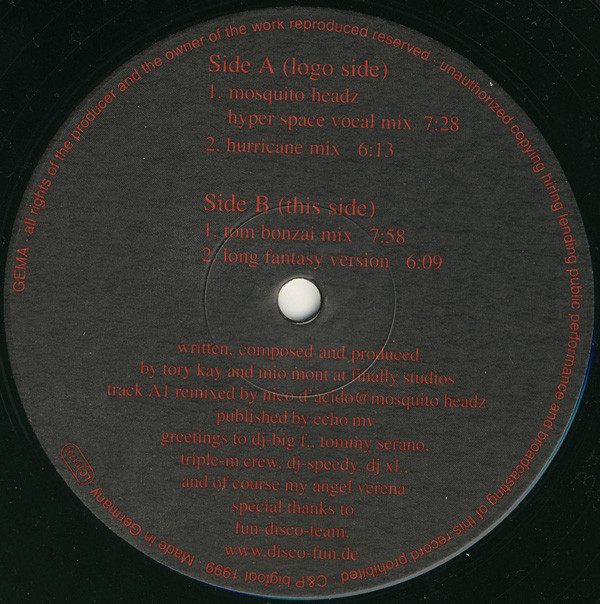 Side A (logo side)
1. mosquito headz
hyper space vocal mix 7:28
2. hurricane mix 6:13
Side B (this side)
1. tom bonzai mix 7:58
2. long fantasy version 6:09
written, composed and produced
by tory kay and mio mont at finally studios
track A1 remixed by nico d'acido@mosquito headz
published by echo mv
greetings to dj-big f., tommy serano,
triple-m crew, dj-speedy, dj xl.,
and of course my angel verena
special thanks to
fun-disco-team,
www.disco-fun.de
GEMA · all rights of the producer and the owner of the work reproduced reserved · unauthorized copying hiring lending public performance and broadcasting of this record prohibited · C&P bigfoot 1999 · Made in Germany